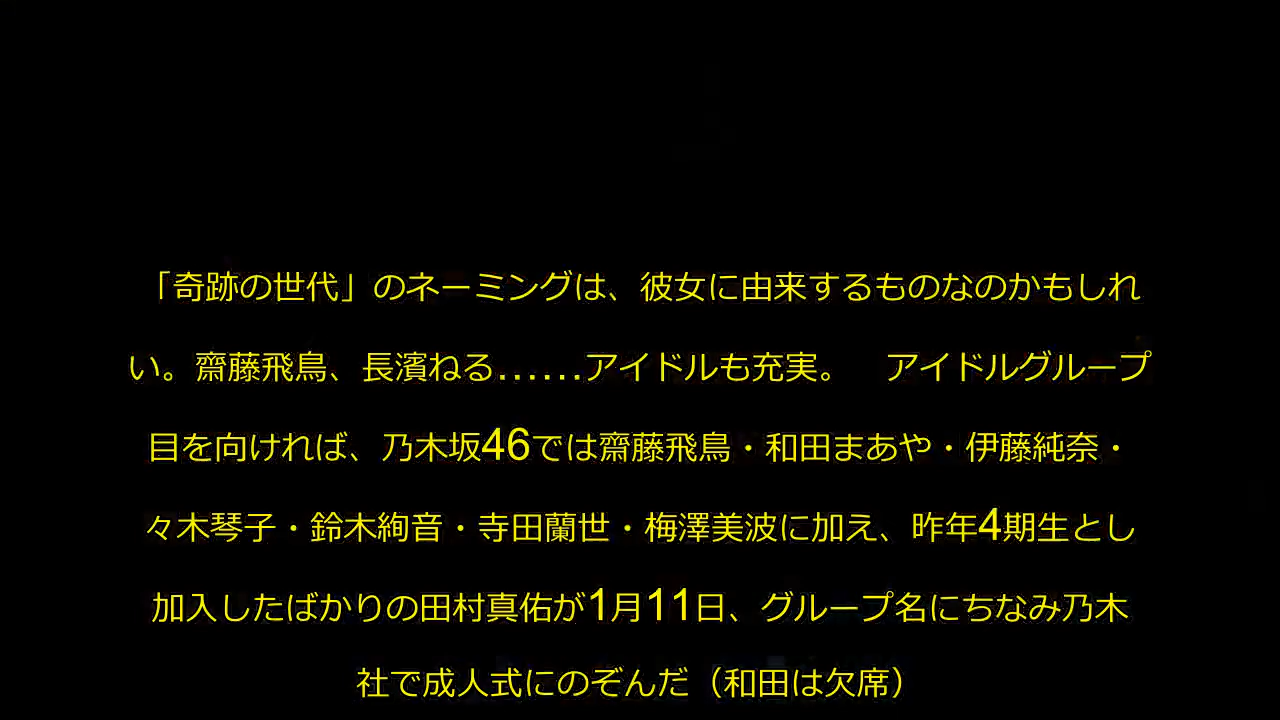 「奇跡の世代」のネーミングは、彼女に由来するものなのかもしれ
い。齋藤飛鳥、長濱ねる……アイドルも充実。　アイドルグループ
目を向ければ、乃木坂46では齋藤飛鳥・和田まあや・伊藤純奈・
々木琴子・鈴木絢音・寺田蘭世・梅澤美波に加え、昨年4期生とし
加入したばかりの田村真佑が1月11日、グループ名にちなみ乃木
社で成人式にのぞんだ（和田は欠席）